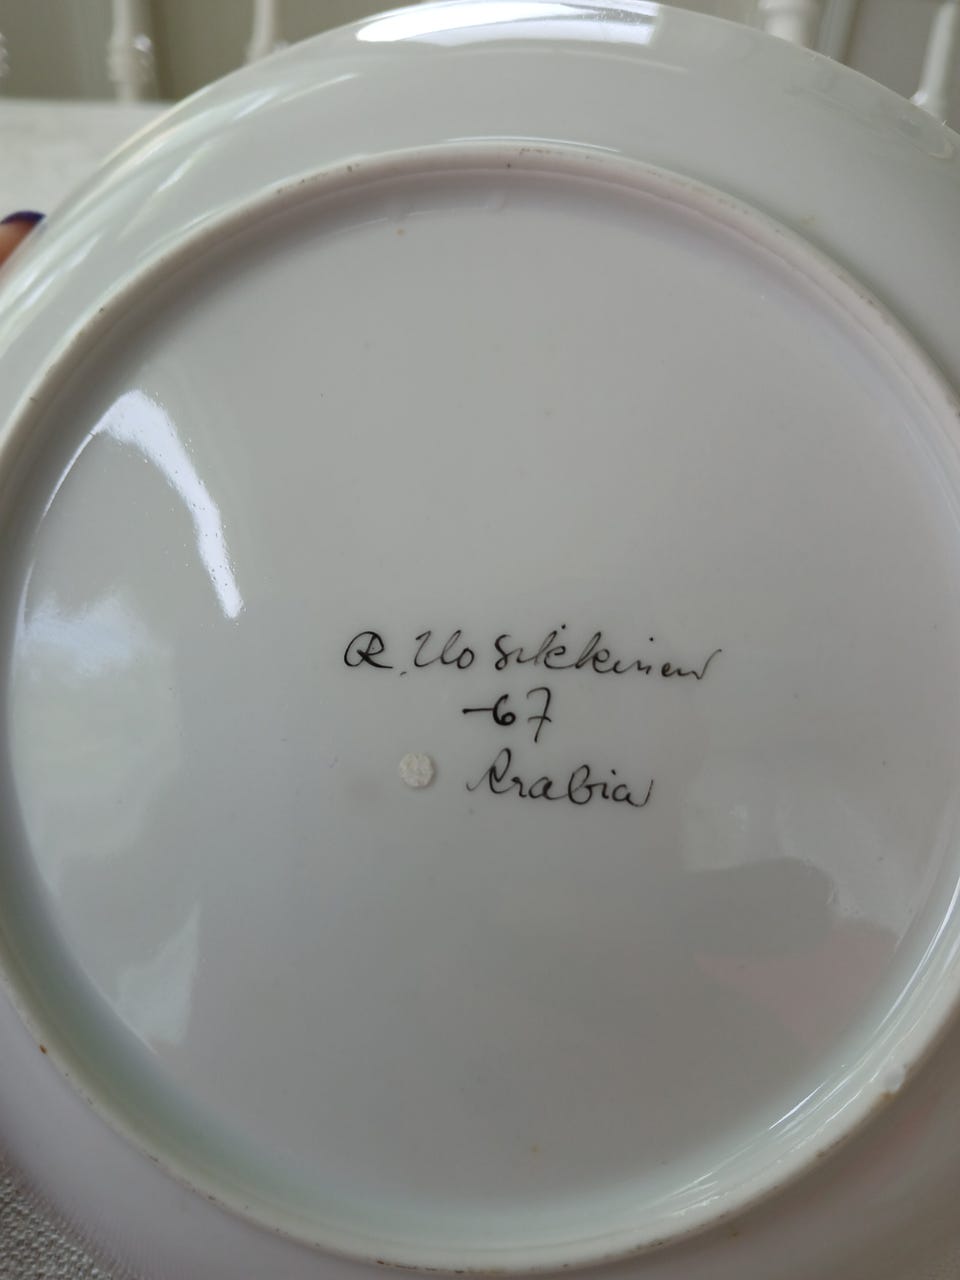 R. Uosikkinen
-67
Arabia